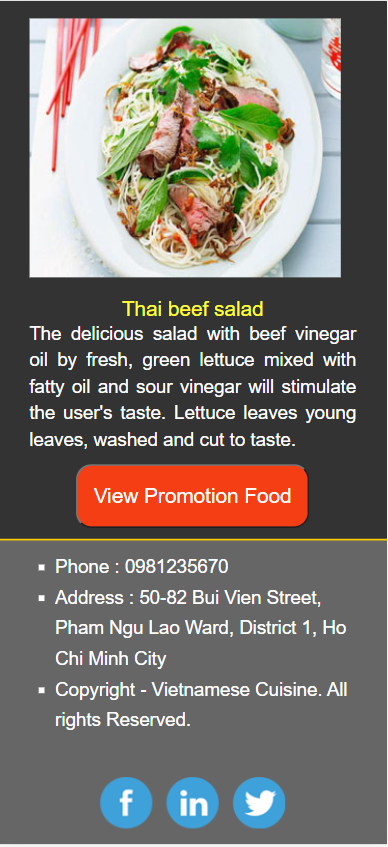 Thai beef salad
The delicious salad with beef vinegar
oil by fresh, green lettuce mixed with
fatty oil and sour vinegar will stimulate
the user's taste. Lettuce leaves young
leaves, washed and cut to taste.
View Promotion Food
Phone : 0981235670
Address : 50-82 Bui Vien Street,
Pham Ngu Lao Ward, District 1, Ho
Chi Minh City
Copyright - Vietnamese Cuisine. All
rights Reserved.
f in